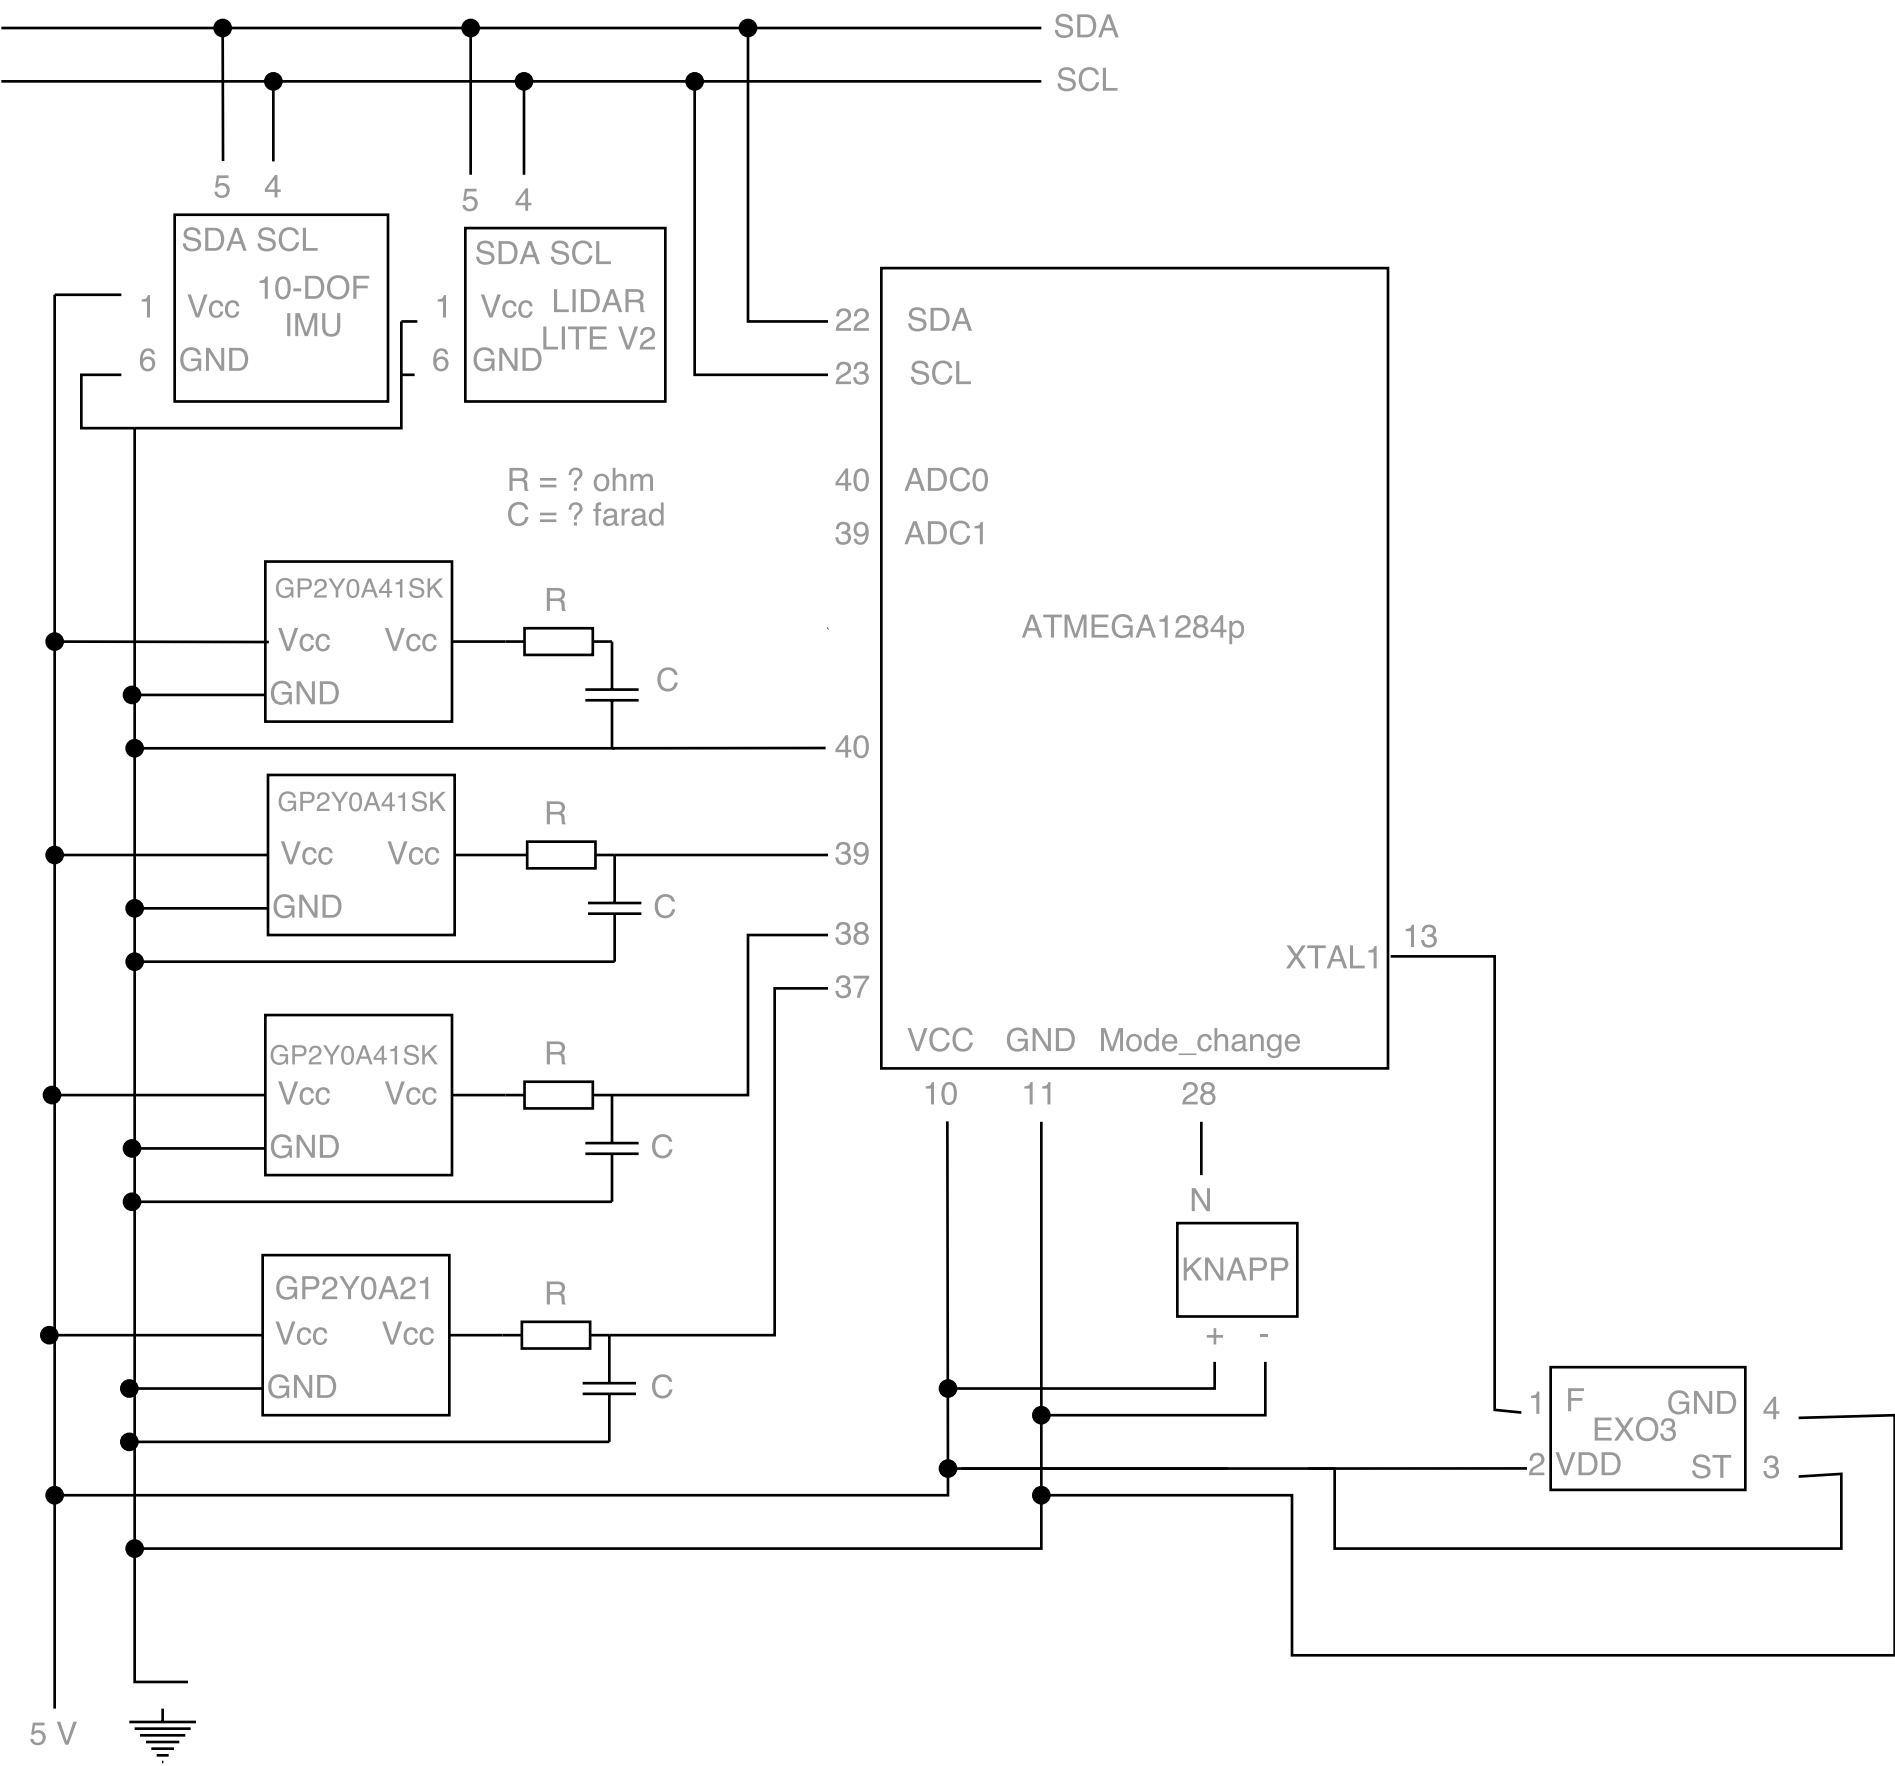 SDA
SCL
5 4
5 4
SDA SCL
10-DOF
IMU
1 Vcc
6 GND
SDA SCL
LIDAR
LITE V2
1 Vcc
6 GND
22 SDA
23 SCL
40 ADC0
39 ADC1
R = ? ohm
C = ? farad
ATMEGA1284p
GP2Y0A41SK
Vcc Vcc
GND
R
C
40
GP2Y0A41SK
Vcc Vcc
GND
R
C
39
38
37
GP2Y0A41SK
Vcc Vcc
GND
R
C
XTAL1 13
VCC GND Mode_change
10 11 28
N
KNAPP
+ -
GP2Y0A21
Vcc Vcc
GND
R
C
1 F GND 4
EXO3
2 VDD ST 3
5 V